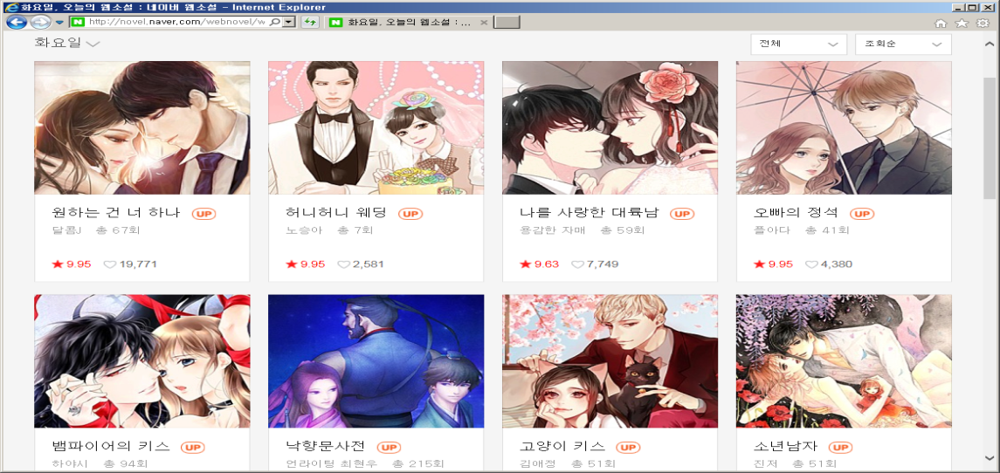 화요일, 오늘의 웹소설 : 네이버 웹소설 - Internet Explorer
http://novel.naver.com/webnovel/w
화요일, 오늘의 웹소설 : ...
화요일
전체
조회순
원하는 건 너 하나 UP
달콤J 총 67회
★ 9.95 19,771
허니허니 웨딩 UP
노승아 총 7회
★ 9.95 2,581
나를 사랑한 대륙남 UP
용감한 자매 총 59회
★ 9.63 7,749
오빠의 정석 UP
플아다 총 41회
★ 9.95 4,380
뱀파이어의 키스 UP
하야시 총 94회
낙향문사전 UP
언라이팅 최현우 총 215회
고양이 키스 UP
김애정 총 51회
소년남자 UP
진저 총 51회